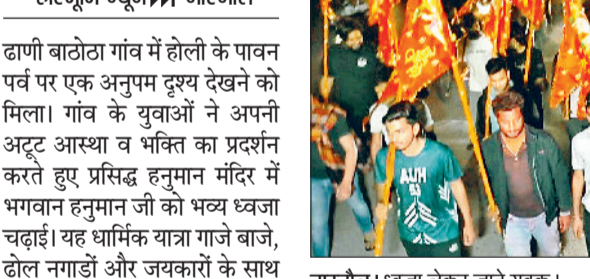 ढाणी बाठोठा गांव में होली के पावन
पर्व पर एक अनुपम दृश्य देखने को
मिला। गांव के युवाओं ने अपनी
अटूट आस्था व भक्ति का प्रदर्शन
करते हुए प्रसिद्ध हनुमान मंदिर में
भगवान हनुमान जी को भव्य ध्वजा
चढ़ाई। यह धार्मिक यात्रा गाजे बाजे,
ढोल नगाडों और जयकारों के साथ